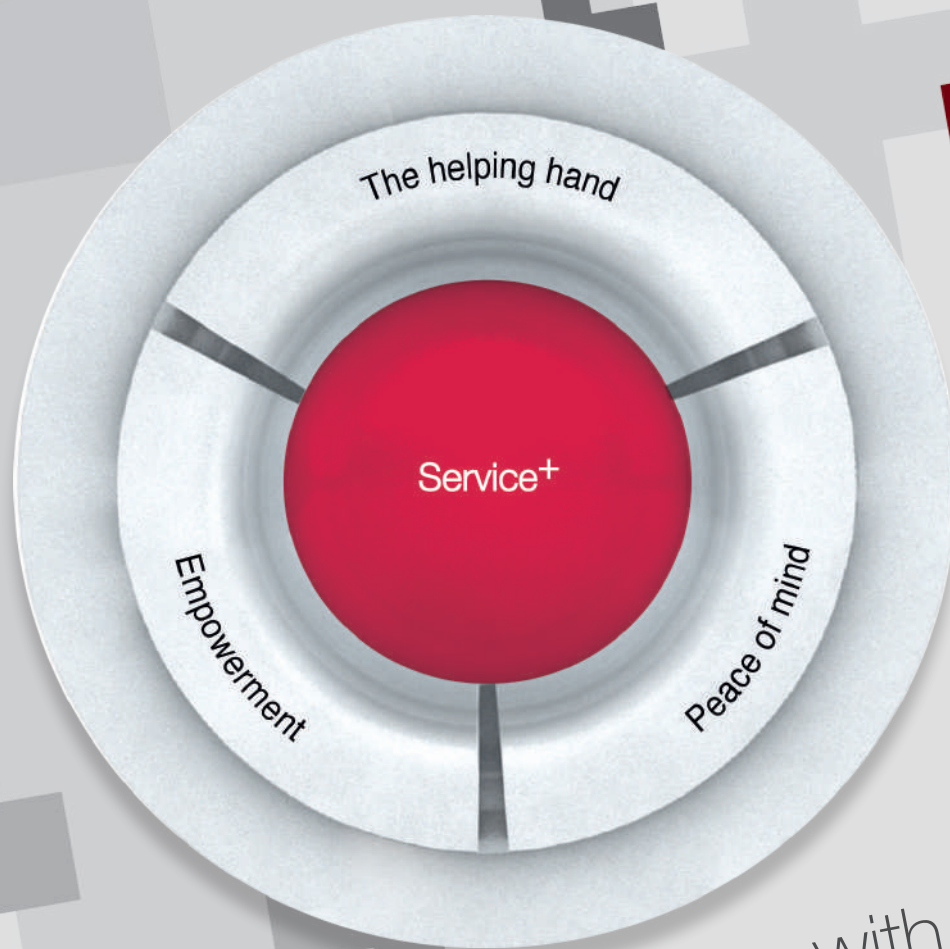 The helping hand
Service⁺
Empowerment
Peace of mind
with